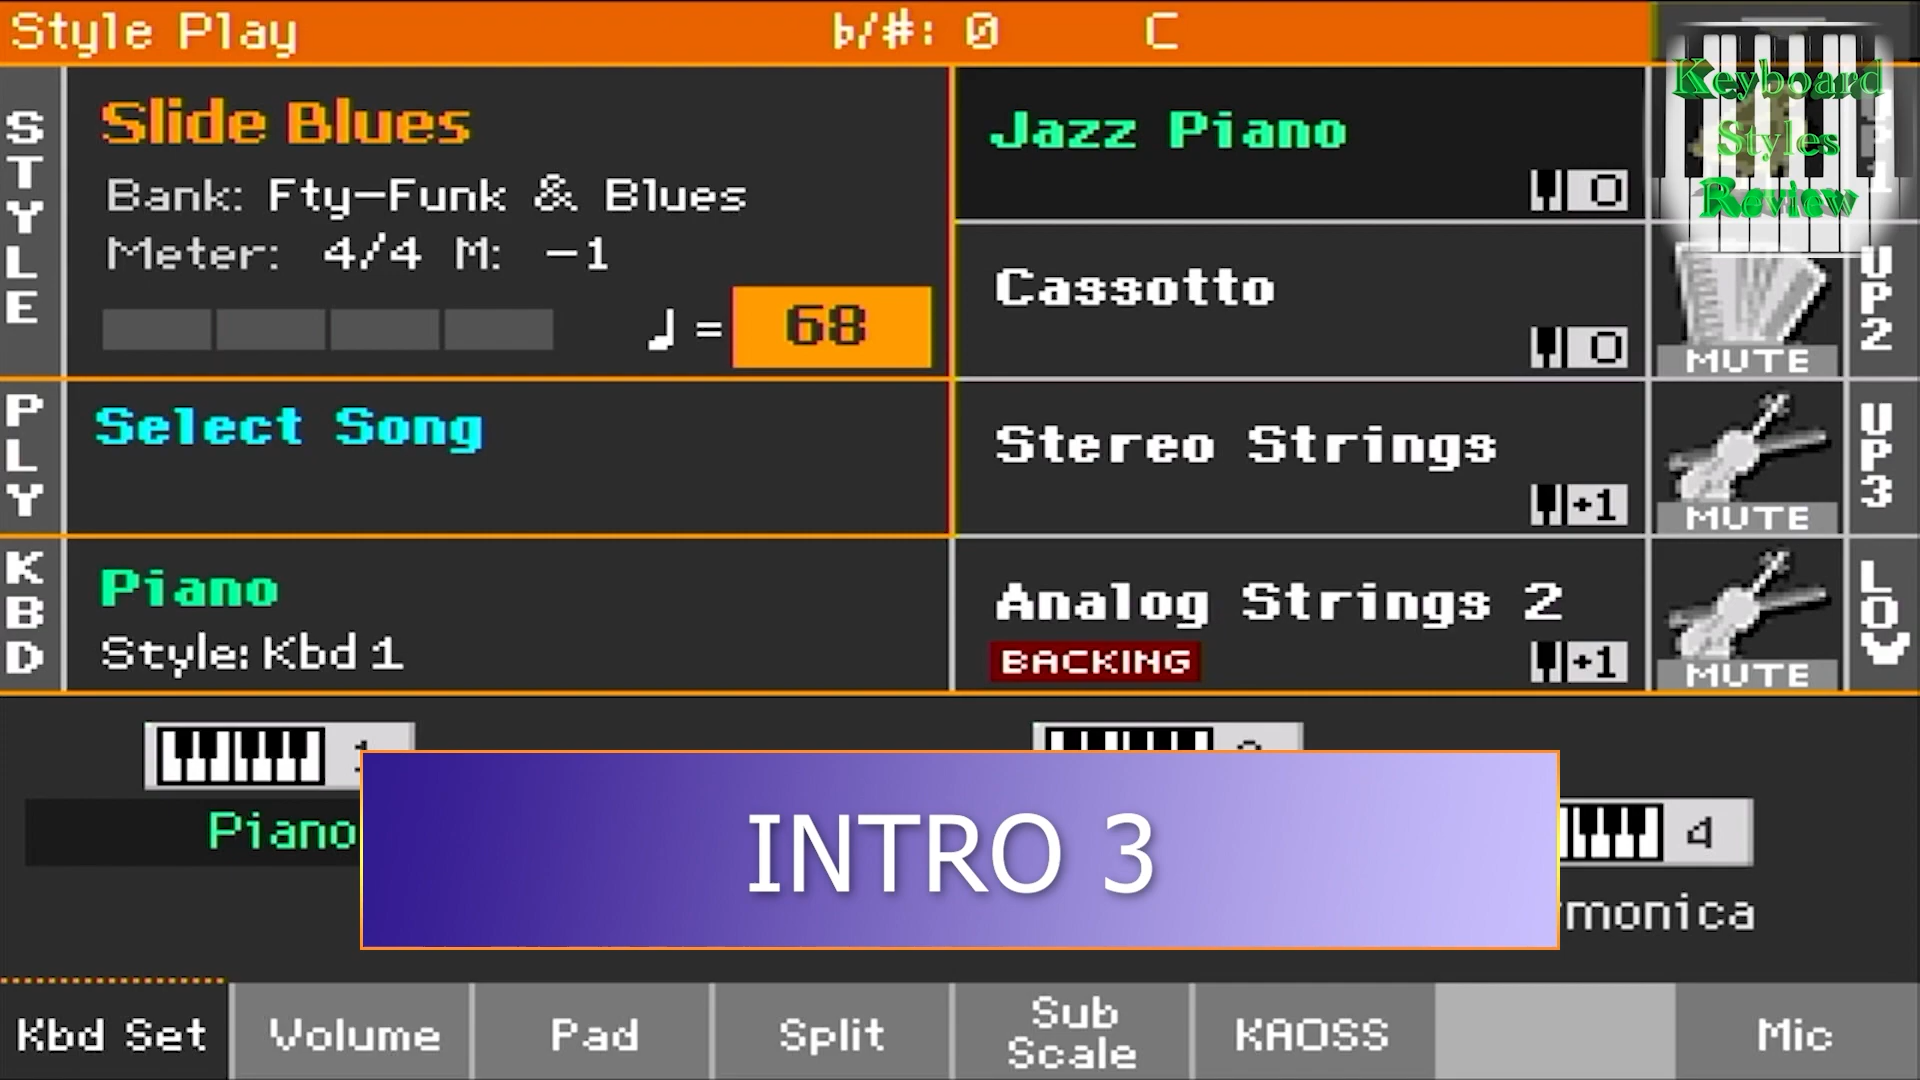 Style Play
♭/#: 0
C
Keyboard
Styles
Review
STYLE
Slide Blues
Bank: Fty-Funk & Blues
Meter: 4/4 M: -1
♩ = 68
Jazz Piano
0
UP1
Cassotto
0
MUTE
UP2
PLY
Select Song
Stereo Strings
+1
MUTE
UP3
KBD
Piano
Style: Kbd 1
Analog Strings 2
BACKING
+1
MUTE
LOW
1
Piano
INTRO 3
4
rmonica
Kbd Set
Volume
Pad
Split
Sub
Scale
KAOSS
Mic